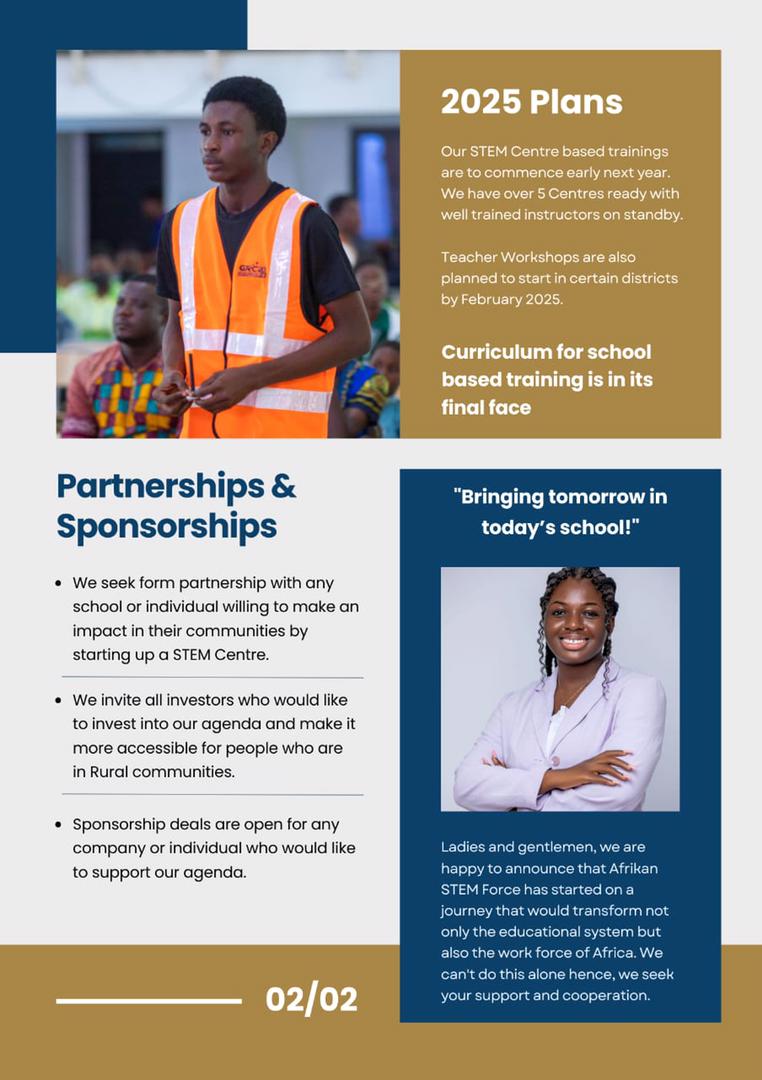 2025 Plans
Our STEM Centre based trainings
are to commence early next year.
We have over 5 Centres ready with
well trained instructors on standby.
Teacher Workshops are also
planned to start in certain districts
by February 2025.
Curriculum for school
based training is in its
final face
Partnerships &
Sponsorships
• We seek form partnership with any
school or individual willing to make an
impact in their communities by
starting up a STEM Centre.
• We invite all investors who would like
to invest into our agenda and make it
more accessible for people who are
in Rural communities.
• Sponsorship deals are open for any
company or individual who would like
to support our agenda.
"Bringing tomorrow in
today’s school!"
Ladies and gentlemen, we are
happy to announce that Afrikan
STEM Force has started on a
journey that would transform not
only the educational system but
also the work force of Africa. We
can't do this alone hence, we seek
your support and cooperation.
02/02